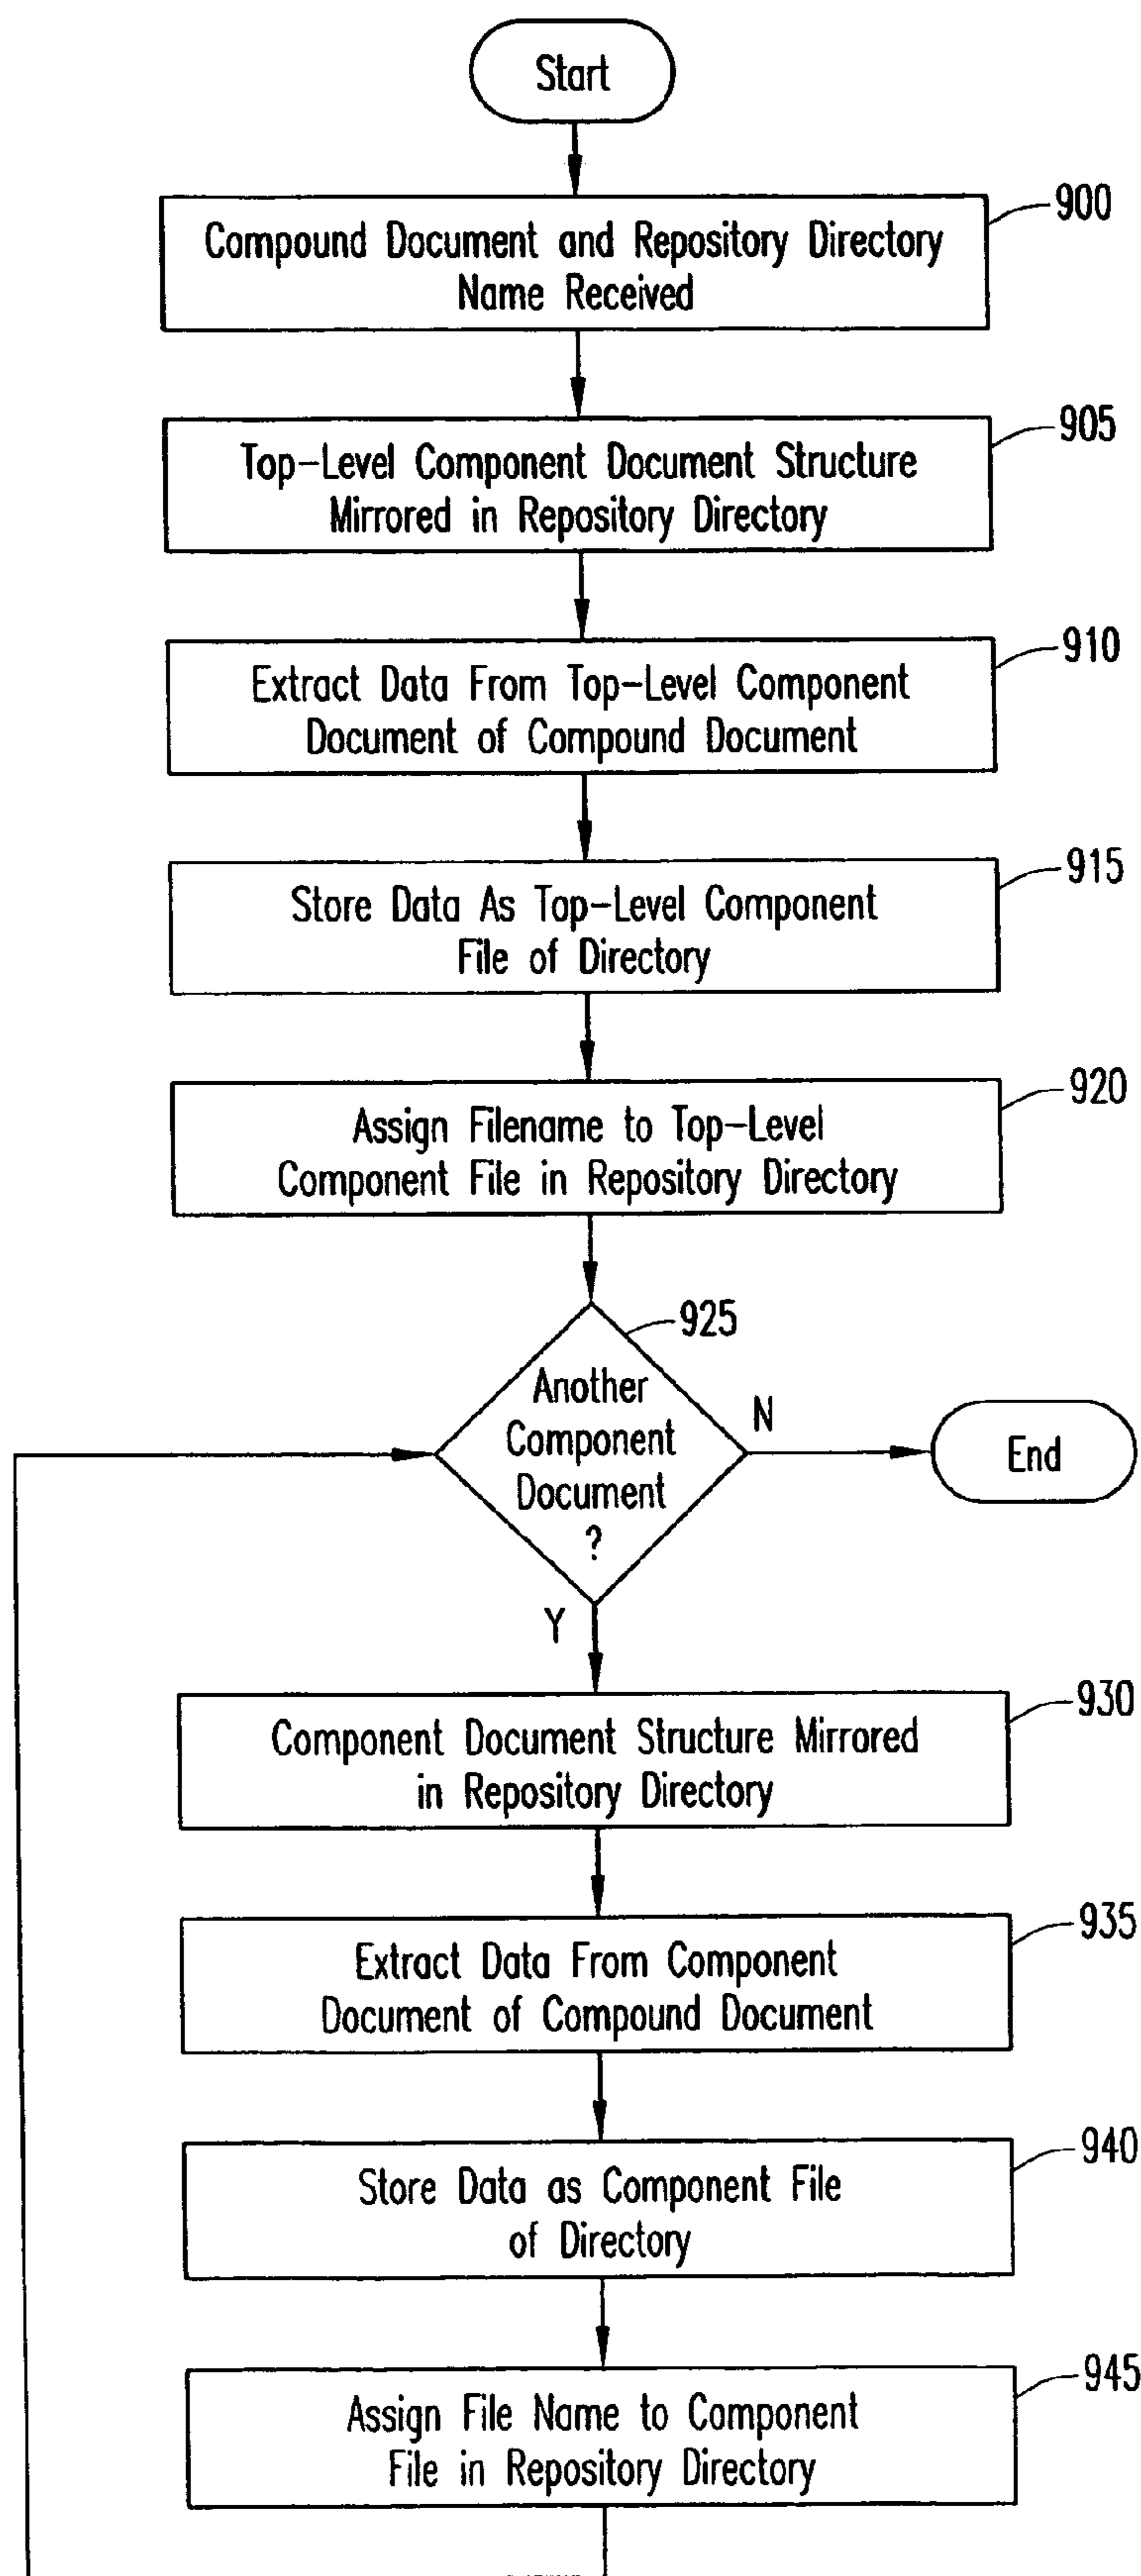 Start
900
Compound Document and Repository Directory
Name Received
905
Top-Level Component Document Structure
Mirrored in Repository Directory
910
Extract Data From Top-Level Component
Document of Compound Document
915
Store Data As Top-Level Component
File of Directory
920
Assign Filename to Top-Level
Component File in Repository Directory
925
Another
Component
Document
?
N
End
Y
930
Component Document Structure Mirrored
in Repository Directory
935
Extract Data From Component
Document of Compound Document
940
Store Data as Component File
of Directory
945
Assign File Name to Component
File in Repository Directory